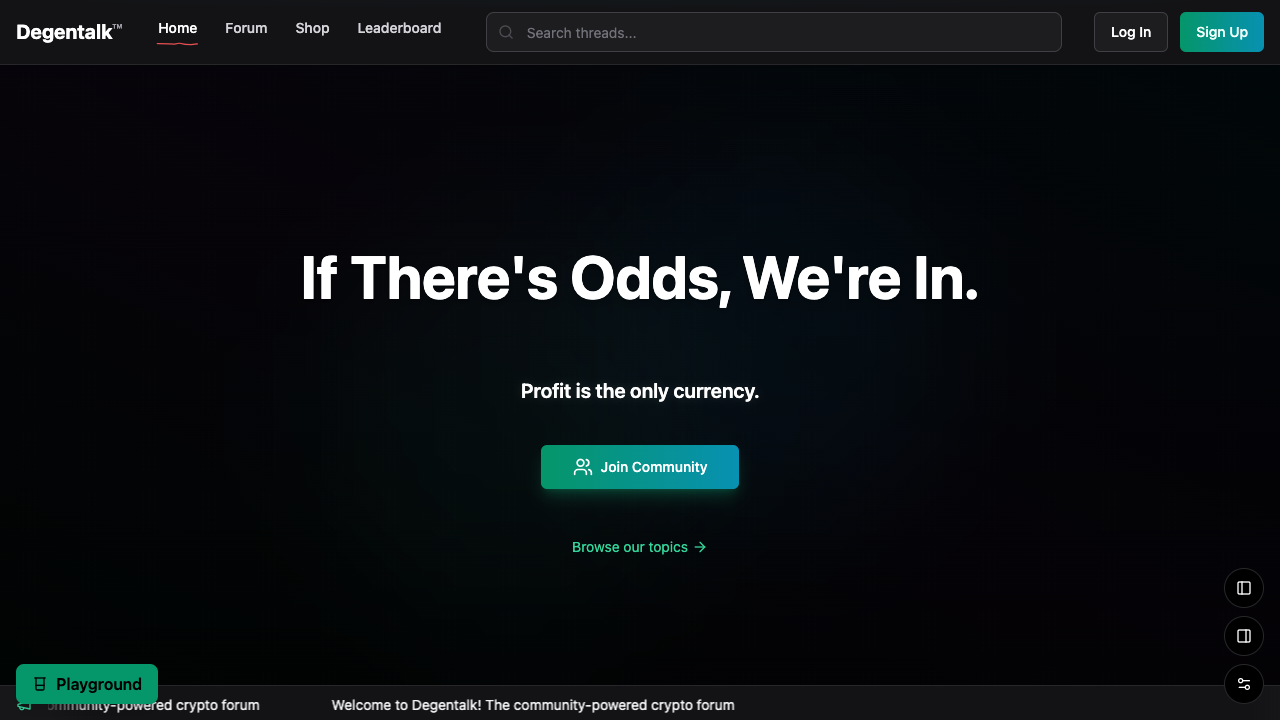 Degentalk™
Home
Forum
Shop
Leaderboard
Search threads...
Log In
Sign Up
If There's Odds, We're In.
Profit is the only currency.
Join Community
Browse our topics →
Playground
ommunity-powered crypto forum
Welcome to Degentalk! The community-powered crypto forum